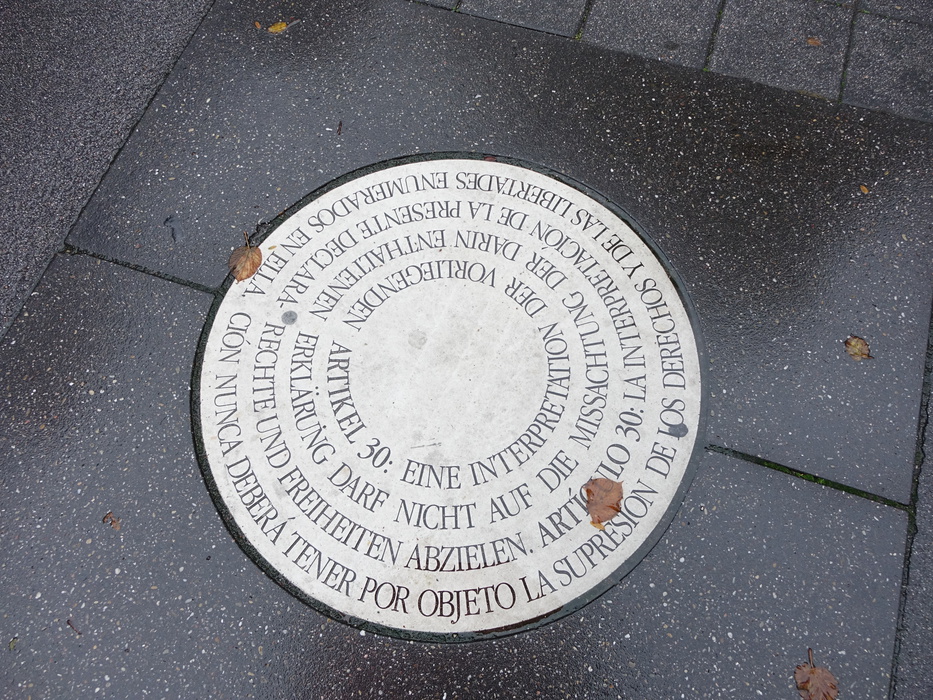 ARTIKEL 30: EINE INTERPRETATION DER VORLIEGENDEN
ERKLÄRUNG DARF NICHT AUF DIE MISSACHTUNG DER DARIN ENTHALTENEN
RECHTE UND FREIHEITEN ABZIELEN. ARTÍCULO 30: LA INTERPRETACIÓN DE LA PRESENTE DECLARA-
CIÓN NUNCA DEBERÁ TENER POR OBJETO LA SUPRESIÓN DE LOS DERECHOS Y DE LAS LIBERTADES ENUMERADOS EN ELLA